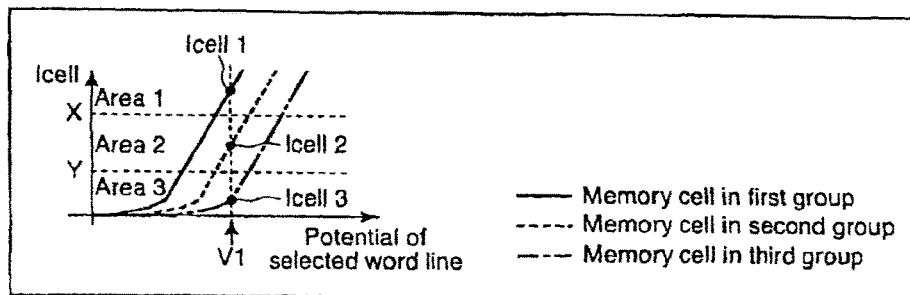 Icell 1
Icell
X
Area 1
Area 2
Icell 2
Y
Area 3
Icell 3
V1
Potential of
selected word line
Memory cell in first group
Memory cell in second group
Memory cell in third group